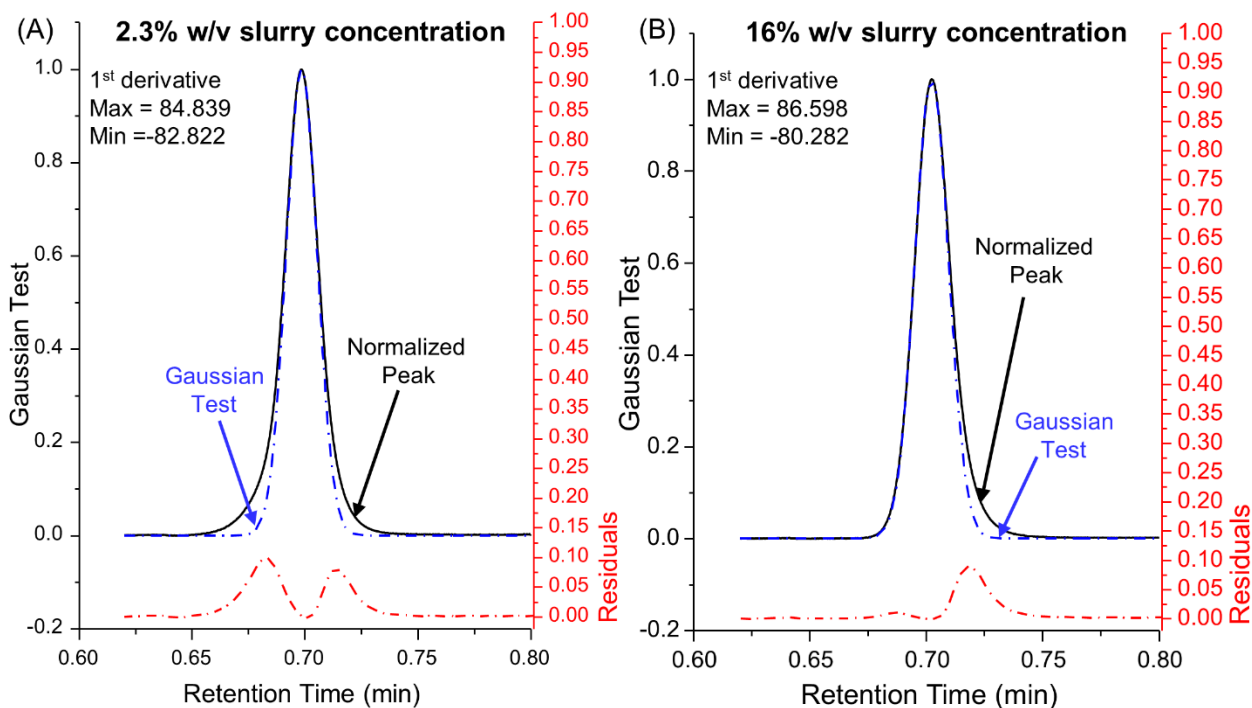 (A)
2.3% w/v slurry concentration
1st derivative
Max = 84.839
Min =-82.822
Gaussian
Test
Normalized
Peak
Gaussian Test
1.0
0.8
0.6
0.4
0.2
0.0
-0.2
0.60
0.65
0.70
0.75
0.80
Retention Time (min)
1.00
0.95
0.90
0.85
0.80
0.75
0.70
0.65
0.60
0.55
0.50
0.45
0.40
0.35
0.30
0.25
0.20
0.15
0.10
0.05
0.00
Residuals
(B)
16% w/v slurry concentration
1st derivative
Max = 86.598
Min = -80.282
Normalized
Peak
Gaussian
Test
Gaussian Test
1.0
0.8
0.6
0.4
0.2
0.0
-0.2
0.60
0.65
0.70
0.75
0.80
Retention Time (min)
1.00
0.95
0.90
0.85
0.80
0.75
0.70
0.65
0.60
0.55
0.50
0.45
0.40
0.35
0.30
0.25
0.20
0.15
0.10
0.05
0.00
Residuals